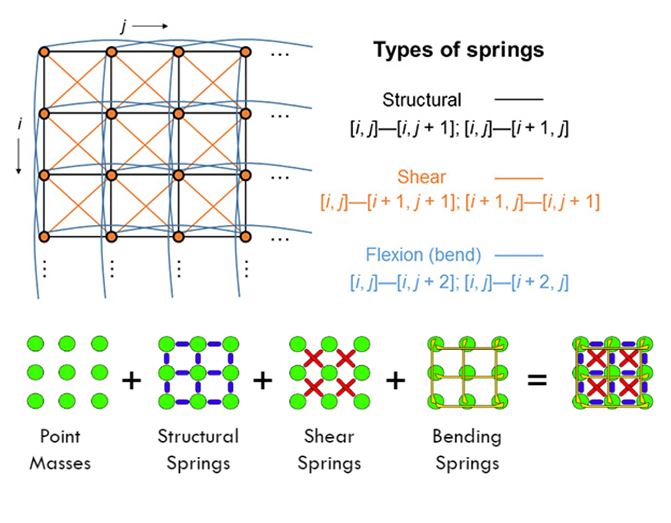 j
i
...
...
...
...
Types of springs
Structural
[i, j]—[i, j + 1]; [i, j]—[i + 1, j]
Shear
[i, j]—[i + 1, j + 1]; [i + 1, j]—[i, j + 1]
Flexion (bend)
[i, j]—[i, j + 2]; [i, j]—[i + 2, j]
+ + + =
Point Masses
Structural Springs
Shear Springs
Bending Springs